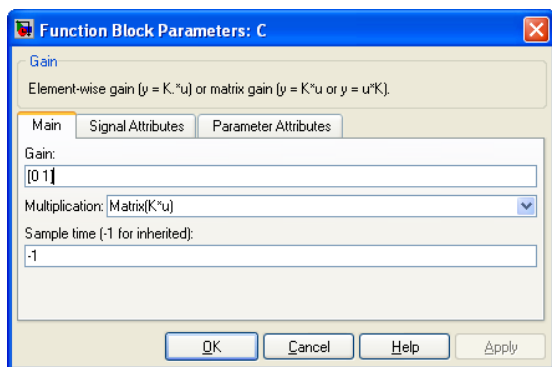 Function Block Parameters: C
Gain
Element-wise gain (y = K.*u) or matrix gain (y = K*u or y = u*K).
Main Signal Attributes Parameter Attributes
Gain:
[0 1]
Multiplication: Matrix(K*u)
Sample time (-1 for inherited):
-1
OK Cancel Help Apply